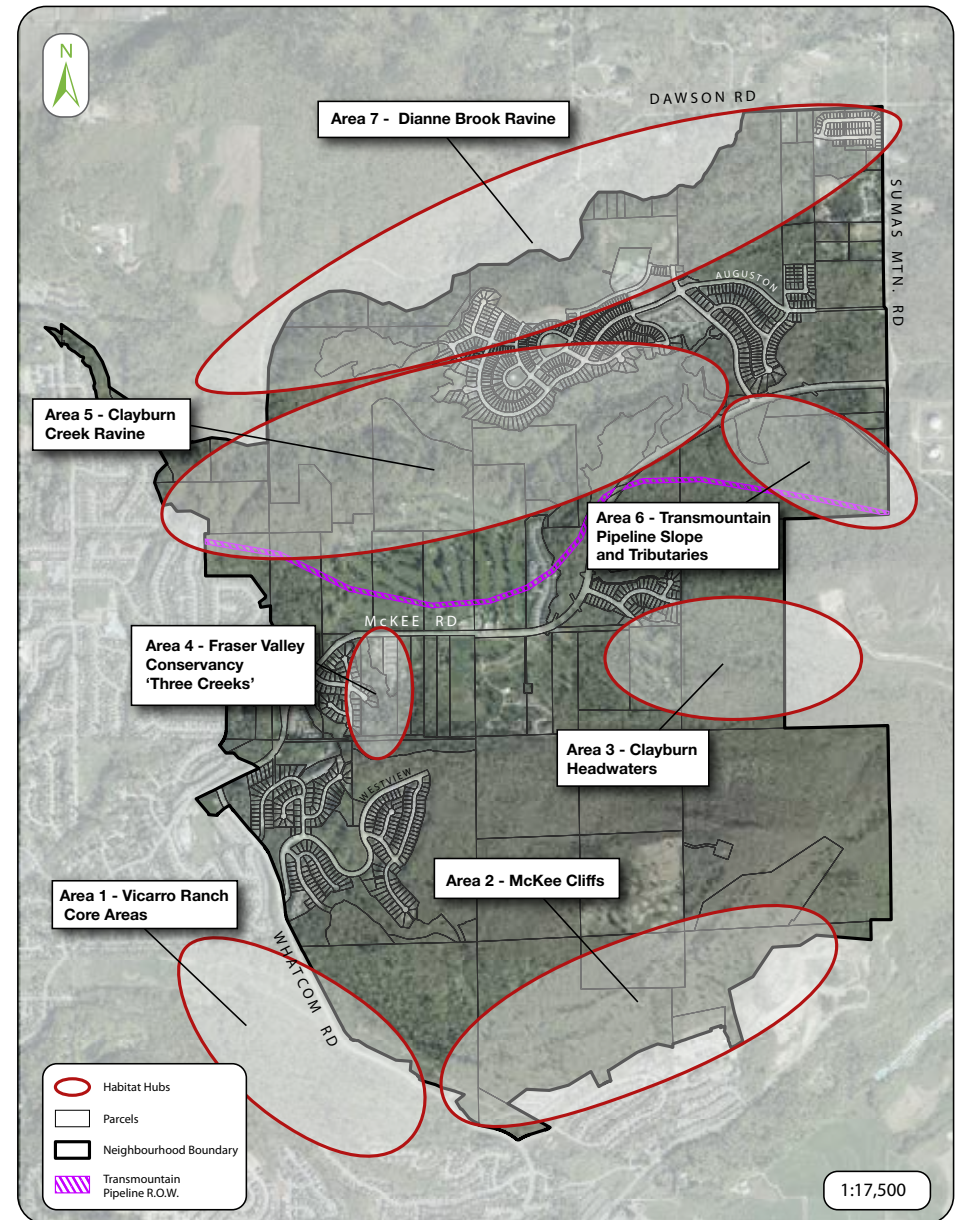 N
DAWSON RD
Area 7 - Dianne Brook Ravine
SUMAS MTN. RD
AUGUSTON
Area 5 - Clayburn
Creek Ravine
Area 6 - Transmountain
Pipeline Slope
and Tributaries
McKEE RD
Area 4 - Fraser Valley
Conservancy
'Three Creeks'
Area 3 - Clayburn
Headwaters
WESTVIEW
Area 2 - McKee Cliffs
Area 1 - Vicarro Ranch
Core Areas
WHATCOM RD
Habitat Hubs
Parcels
Neighbourhood Boundary
Transmountain
Pipeline R.O.W.
1:17,500